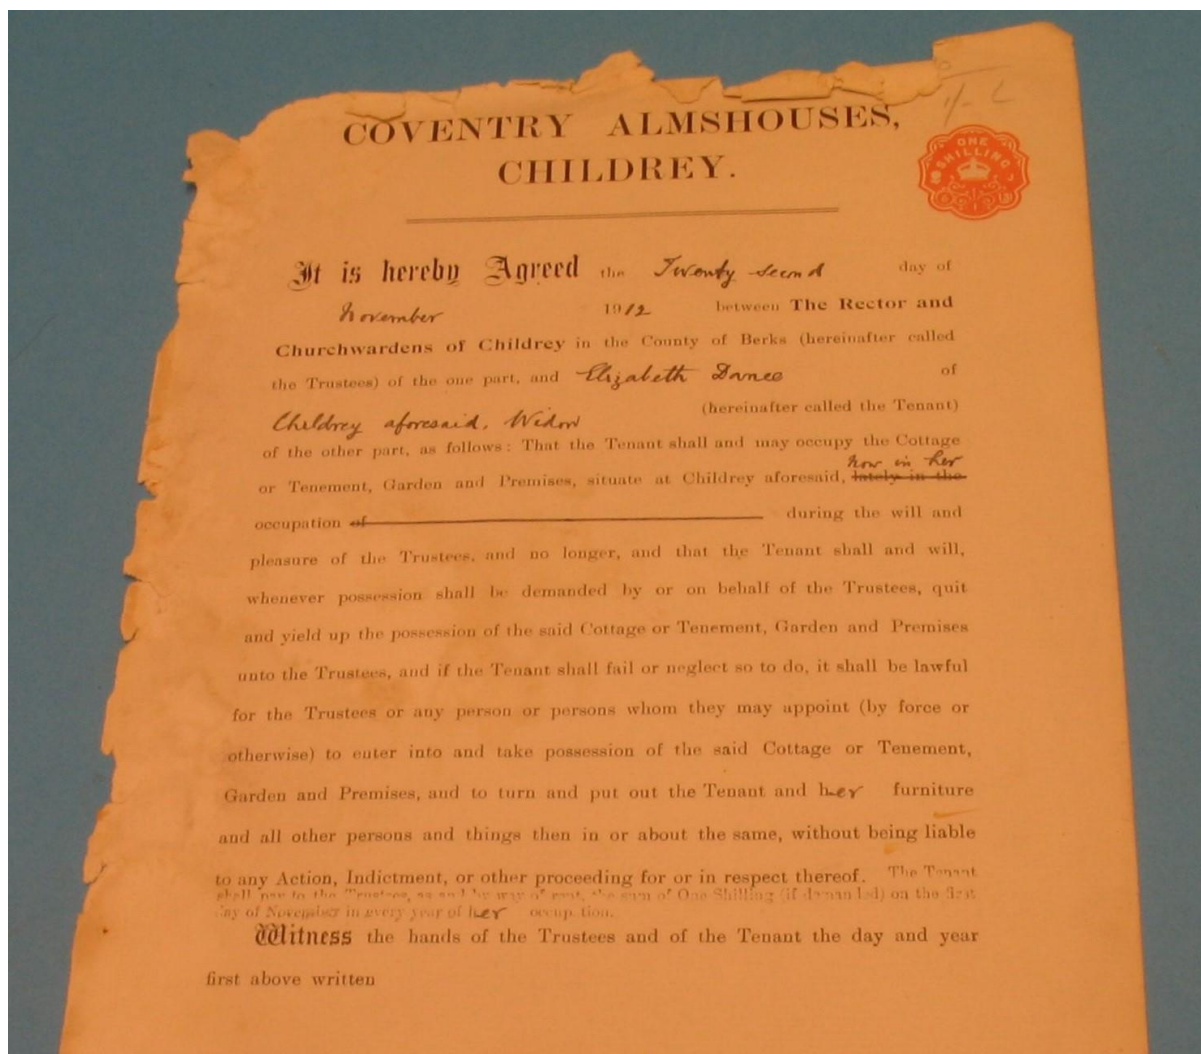 COVENTRY ALMSHOUSES,
CHILDREY.
1/-
ONE
SHILLING
It is hereby Agreed the Twenty second day of
November 1912 between The Rector and
Churchwardens of Childrey in the County of Berks (hereinafter called
the Trustees) of the one part, and Elizabeth of
Childrey aforesaid, Widow (hereinafter called the Tenant)
of the other part, as follows: That the Tenant shall and may occupy the Cottage
now in her
or Tenement, Garden and Premises, situate at Childrey aforesaid, lately in the
occupation of during the will and
pleasure of the Trustees, and no longer, and that the Tenant shall and will,
whenever possession shall be demanded by or on behalf of the Trustees, quit
and yield up the possession of the said Cottage or Tenement, Garden and Premises
unto the Trustees, and if the Tenant shall fail or neglect so to do, it shall be lawful
for the Trustees or any person or persons whom they may appoint (by force or
otherwise) to enter into and take possession of the said Cottage or Tenement,
Garden and Premises, and to turn and put out the Tenant and her furniture
and all other persons and things then in or about the same, without being liable
to any Action, Indictment, or other proceeding for or in respect thereof. The Tenant
shall pay to the Trustees, as and by way of rent, the sum of One Shilling (if demanded) on the first
day of November in every year of her occupation.
Witness the hands of the Trustees and of the Tenant the day and year
first above written